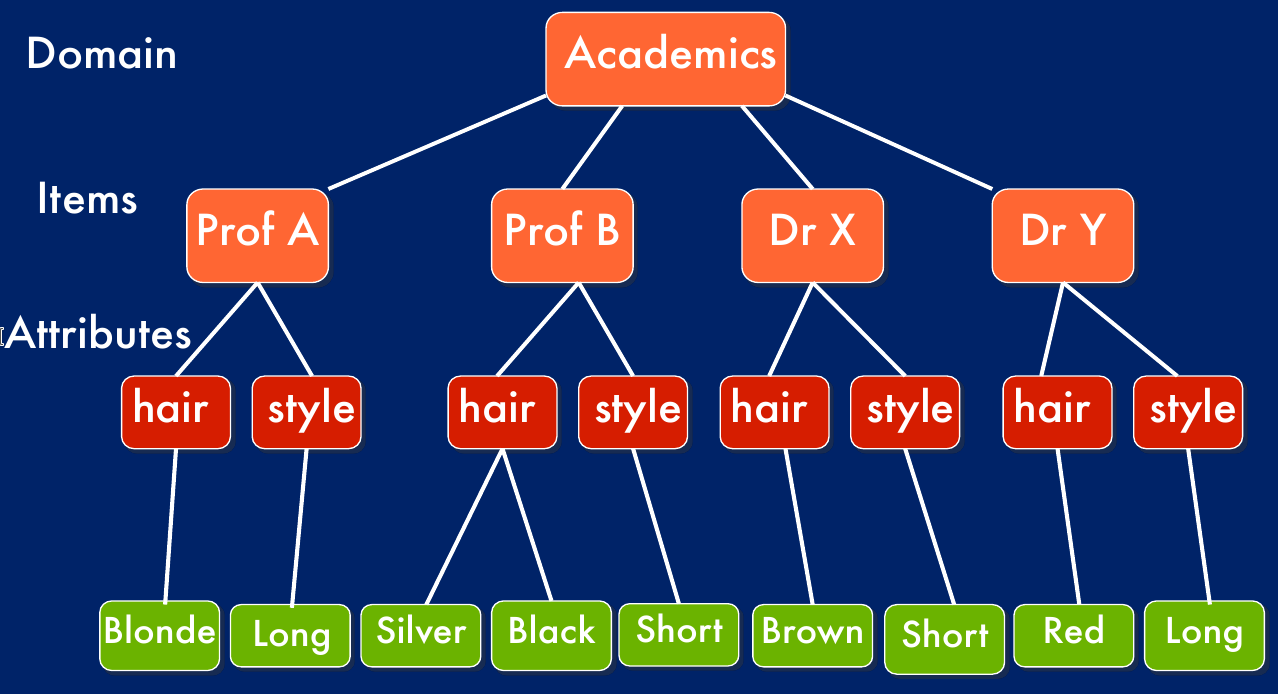 Domain
Academics
Items
Prof A
Prof B
Dr X
Dr Y
Attributes
hair
style
hair
style
hair
style
hair
style
Blonde
Long
Silver
Black
Short
Brown
Short
Red
Long